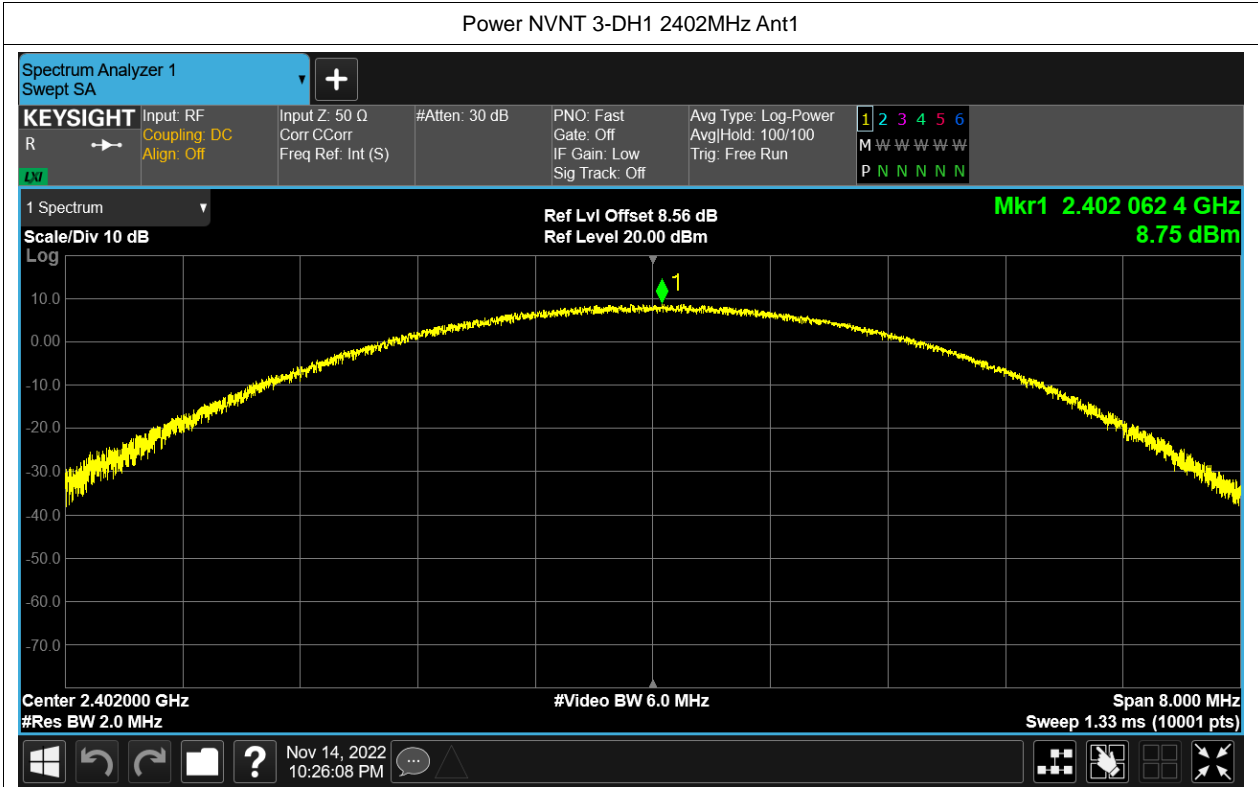 Power NVNT 3-DH1 2402MHz Ant1
Spectrum Analyzer 1
Swept SA
KEYSIGHT
R
LXI
Input: RF
Coupling: DC
Align: Off
Input Z: 50 Ω
Corr CCorr
Freq Ref: Int (S)
#Atten: 30 dB
PNO: Fast
Gate: Off
IF Gain: Low
Sig Track: Off
Avg Type: Log-Power
Avg|Hold: 100/100
Trig: Free Run
1 2 3 4 5 6
M W W W W W
P N N N N N
1 Spectrum
Scale/Div 10 dB
Log
Ref Lvl Offset 8.56 dB
Ref Level 20.00 dBm
Mkr1 2.402 062 4 GHz
8.75 dBm
1
10.0
0.00
-10.0
-20.0
-30.0
-40.0
-50.0
-60.0
-70.0
Center 2.402000 GHz
#Res BW 2.0 MHz
#Video BW 6.0 MHz
Span 8.000 MHz
Sweep 1.33 ms (10001 pts)
?
Nov 14, 2022
10:26:08 PM